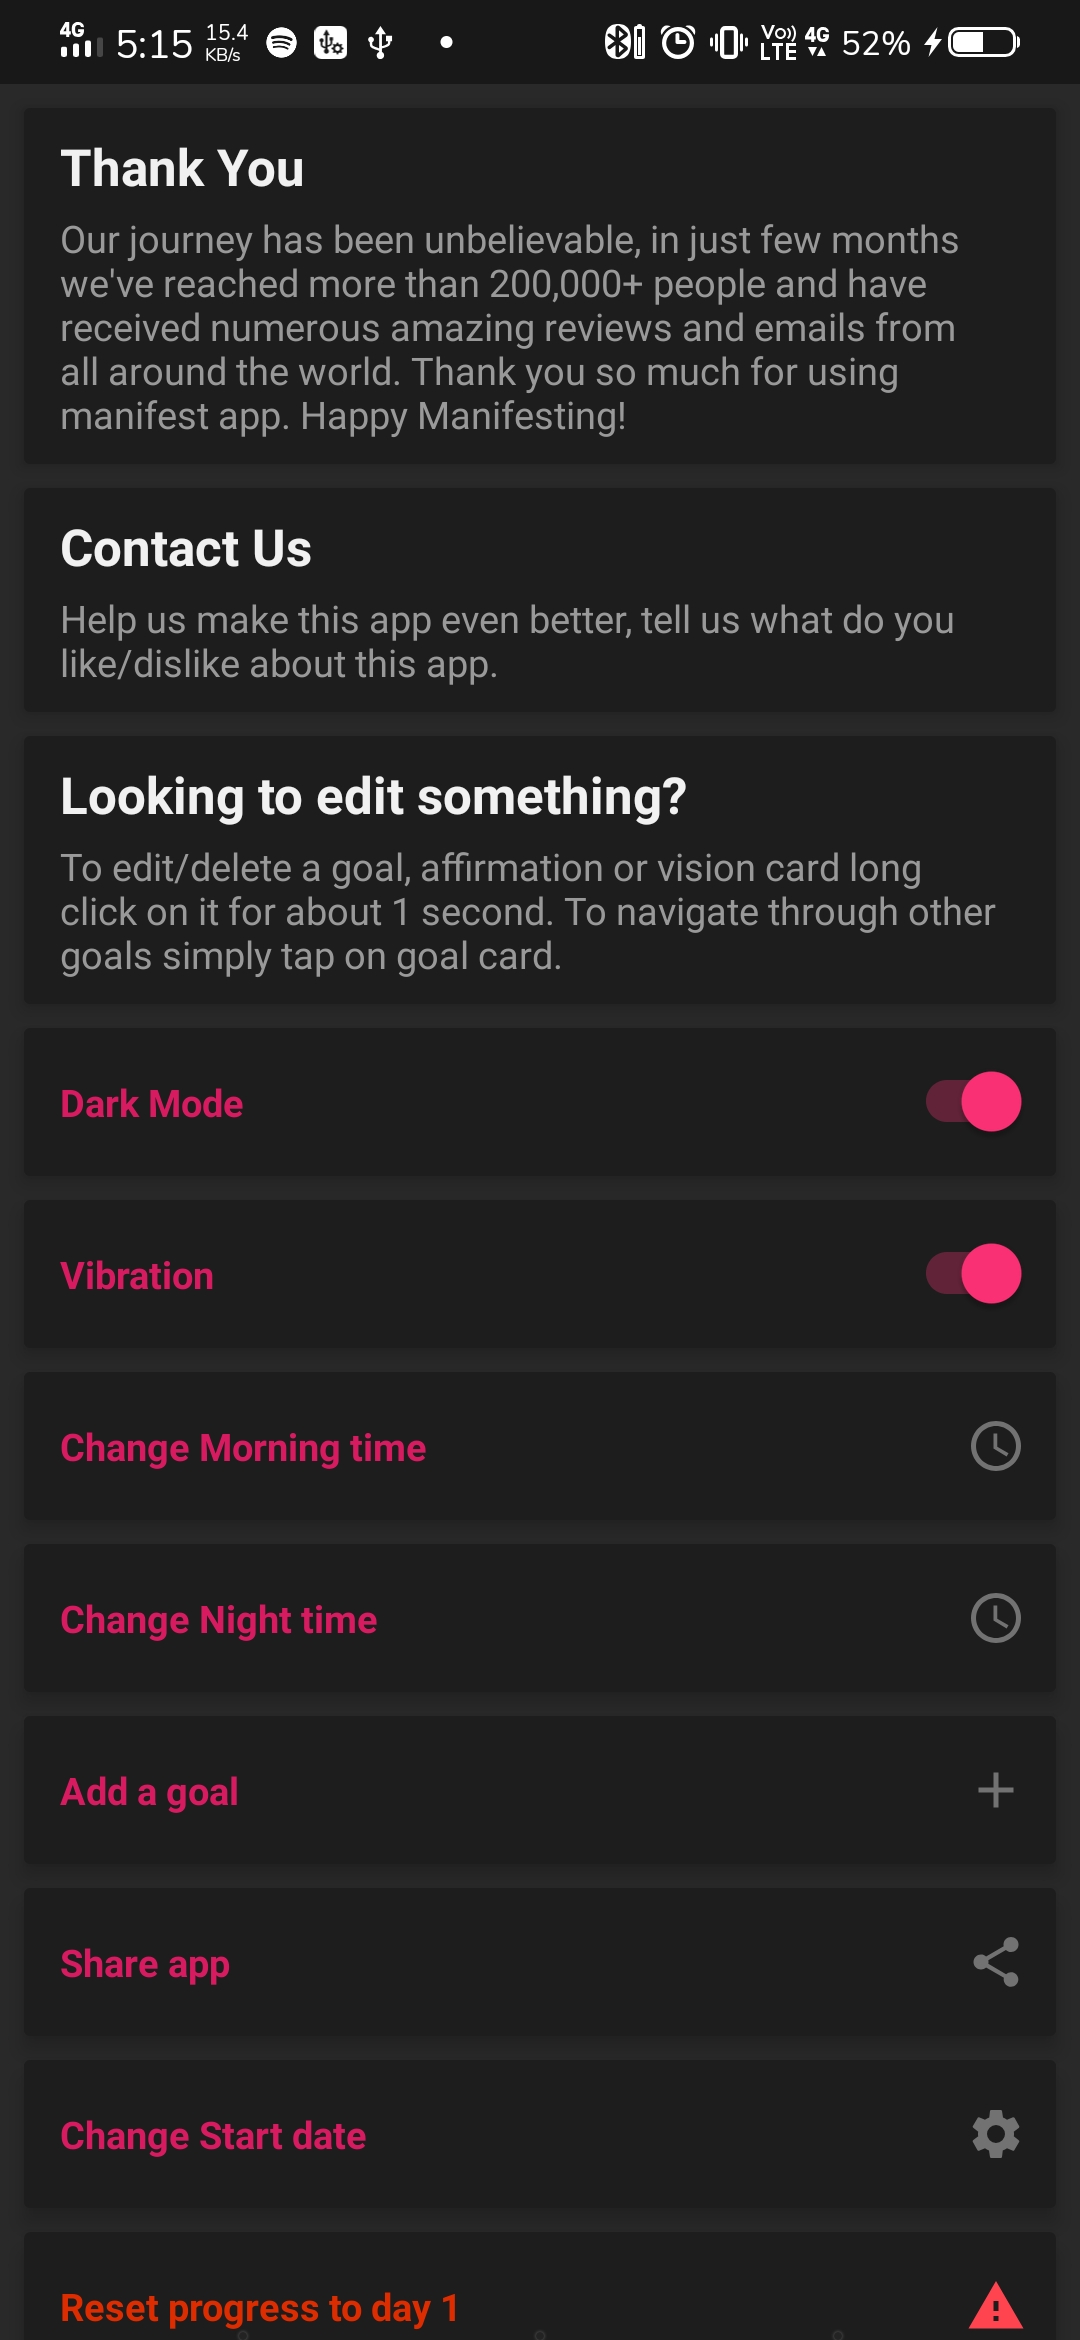 4G 5:15 15.4 KB/s Vo)) LTE 4G 52%
Thank You
Our journey has been unbelievable, in just few months
we've reached more than 200,000+ people and have
received numerous amazing reviews and emails from
all around the world. Thank you so much for using
manifest app. Happy Manifesting!
Contact Us
Help us make this app even better, tell us what do you
like/dislike about this app.
Looking to edit something?
To edit/delete a goal, affirmation or vision card long
click on it for about 1 second. To navigate through other
goals simply tap on goal card.
Dark Mode
Vibration
Change Morning time
Change Night time
Add a goal
Share app
Change Start date
Reset progress to day 1